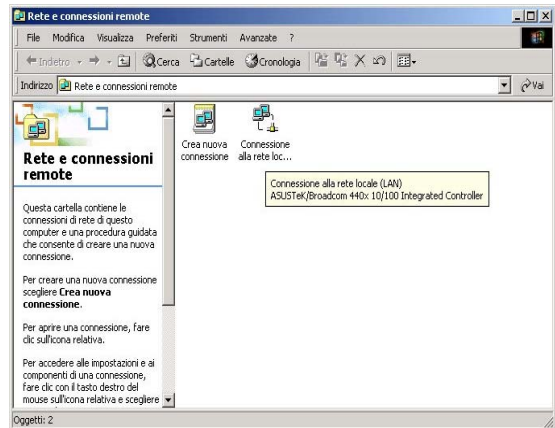 Rete e connessioni remote
File Modifica Visualizza Preferiti Strumenti Avanzate ?
Indietro Cerca Cartelle Cronologia
Indirizzo Rete e connessioni remote Vai
Rete e connessioni
remote
Questa cartella contiene le
connessioni di rete di questo
computer e una procedura guidata
che consente di creare una nuova
connessione.
Per creare una nuova connessione
scegliere Crea nuova
connessione.
Per aprire una connessione, fare
clic sull'icona relativa.
Per accedere alle impostazioni e ai
componenti di una connessione,
fare clic con il tasto destro del
mouse sull'icona relativa e scegliere
Crea nuova
connessione
Connessione
alla rete loc...
Connessione alla rete locale (LAN)
ASUSTeK/Broadcom 440x 10/100 Integrated Controller
Oggetti: 2